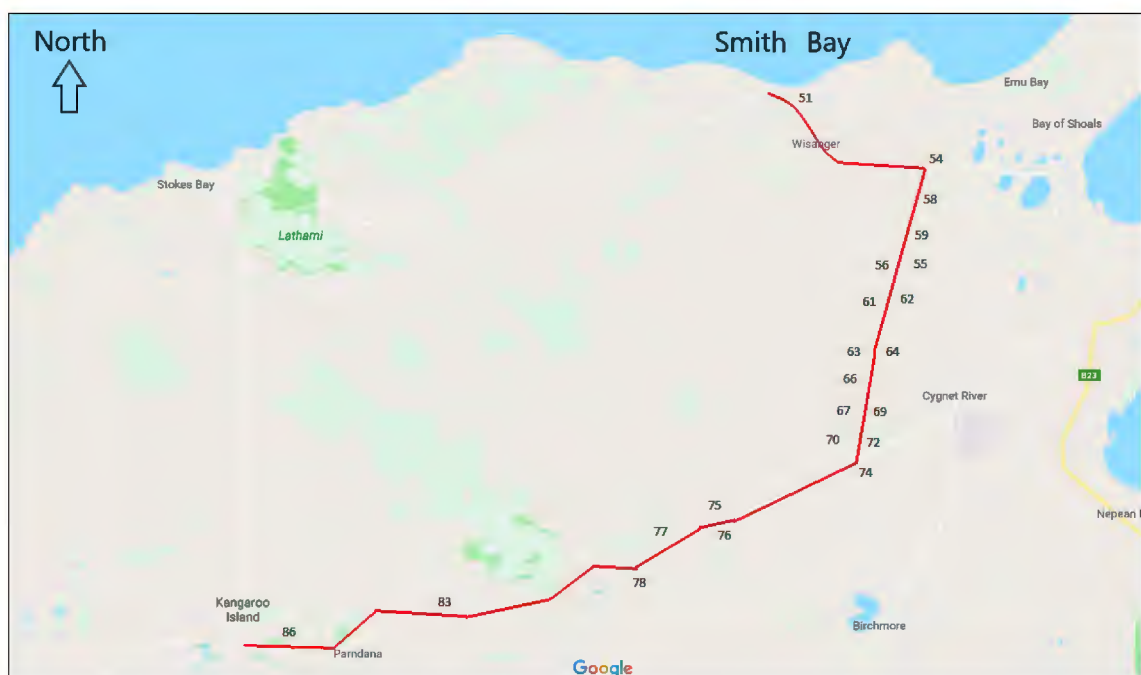 North
Smith Bay
Emu Bay
51
Bay of Shoals
Wisanger
54
Stokes Bay
58
Lathami
59
56
55
61
62
63
64
66
B23
Cygnet River
67
69
70
72
74
75
76
77
78
Nepean
Kangaroo
Island
83
86
Birchmore
Parndana
Google